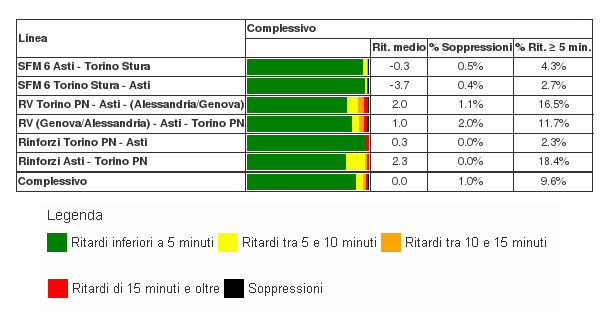 Linea Complessivo
Rit. medio % Soppressioni % Rit. ≥ 5 min.
SFM 6 Asti - Torino Stura -0.3 0.5% 4.3%
SFM 6 Torino Stura - Asti -3.7 0.4% 2.7%
RV Torino PN - Asti - (Alessandria/Genova) 2.0 1.1% 16.5%
RV (Genova/Alessandria) - Asti - Torino PN 1.0 2.0% 11.7%
Rinforzi Torino PN - Asti 0.3 0.0% 2.3%
Rinforzi Asti - Torino PN 2.3 0.0% 18.4%
Complessivo 0.0 1.0% 9.6%
Legenda
Ritardi inferiori a 5 minuti Ritardi tra 5 e 10 minuti Ritardi tra 10 e 15 minuti
Ritardi di 15 minuti e oltre Soppressioni